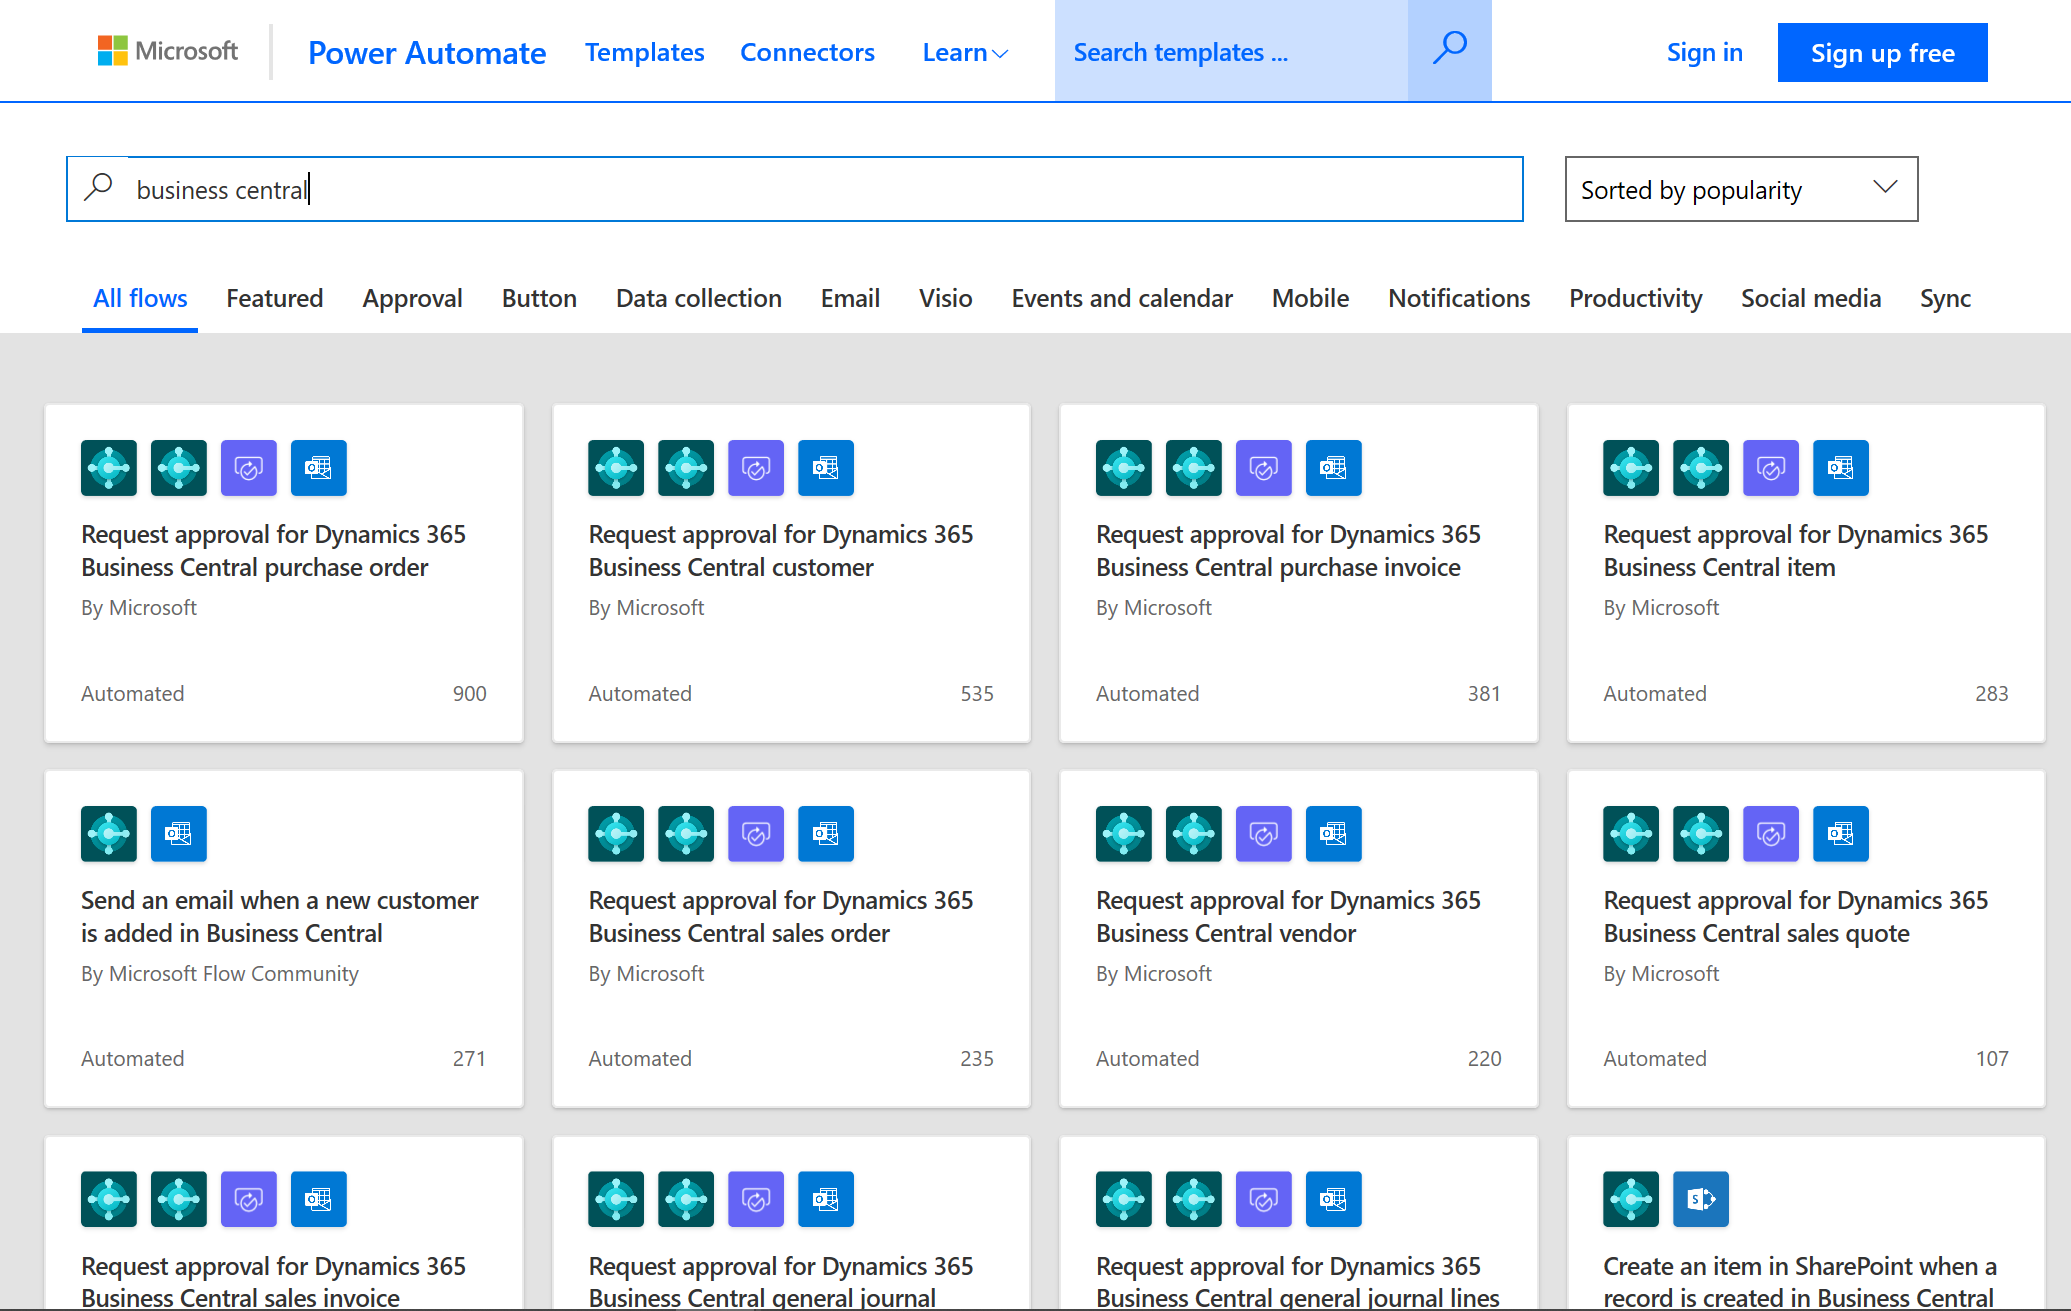 Microsoft
Power Automate
Templates
Connectors
Learn
Search templates ...
Sign in
Sign up free
business central
Sorted by popularity
All flows
Featured
Approval
Button
Data collection
Email
Visio
Events and calendar
Mobile
Notifications
Productivity
Social media
Sync
Request approval for Dynamics 365
Business Central purchase order
By Microsoft
Automated
900
Request approval for Dynamics 365
Business Central customer
By Microsoft
Automated
535
Request approval for Dynamics 365
Business Central purchase invoice
By Microsoft
Automated
381
Request approval for Dynamics 365
Business Central item
By Microsoft
Automated
283
Send an email when a new customer
is added in Business Central
By Microsoft Flow Community
Automated
271
Request approval for Dynamics 365
Business Central sales order
By Microsoft
Automated
235
Request approval for Dynamics 365
Business Central vendor
By Microsoft
Automated
220
Request approval for Dynamics 365
Business Central sales quote
By Microsoft
Automated
107
Request approval for Dynamics 365
Business Central sales invoice
Request approval for Dynamics 365
Business Central general journal
Request approval for Dynamics 365
Business Central general journal lines
Create an item in SharePoint when a
record is created in Business Central